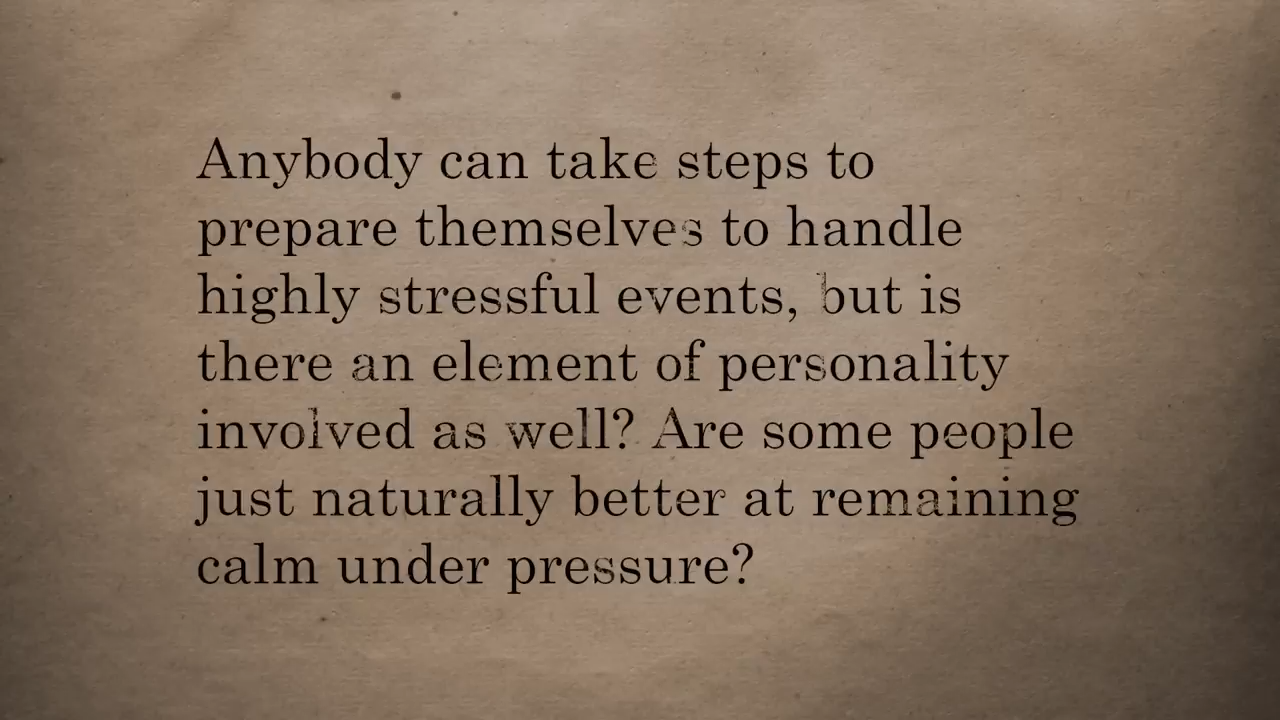 Anybody can take steps to
prepare themselves to handle
highly stressful events, but is
there an element of personality
involved as well? Are some people
just naturally better at remaining
calm under pressure?